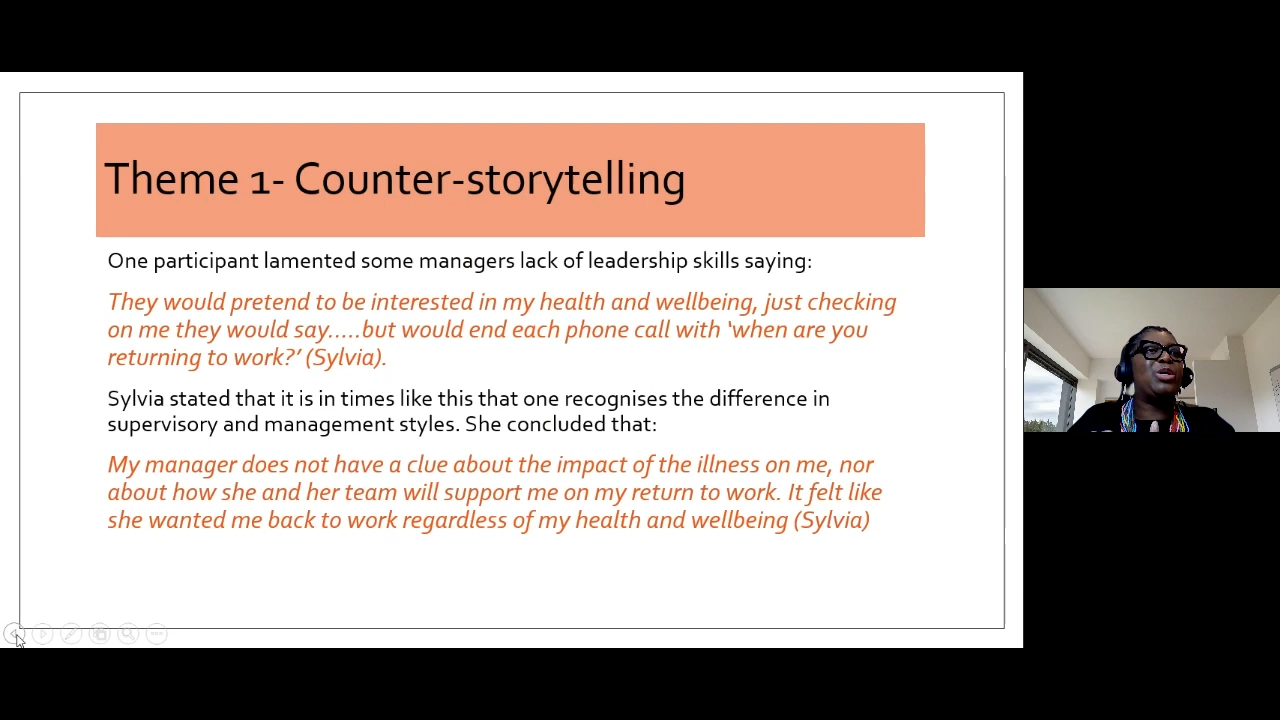 Theme 1- Counter-storytelling
One participant lamented some managers lack of leadership skills saying:
They would pretend to be interested in my health and wellbeing, just checking
on me they would say.....but would end each phone call with ‘when are you
returning to work?’ (Sylvia).
Sylvia stated that it is in times like this that one recognises the difference in
supervisory and management styles. She concluded that:
My manager does not have a clue about the impact of the illness on me, nor
about how she and her team will support me on my return to work. It felt like
she wanted me back to work regardless of my health and wellbeing (Sylvia)